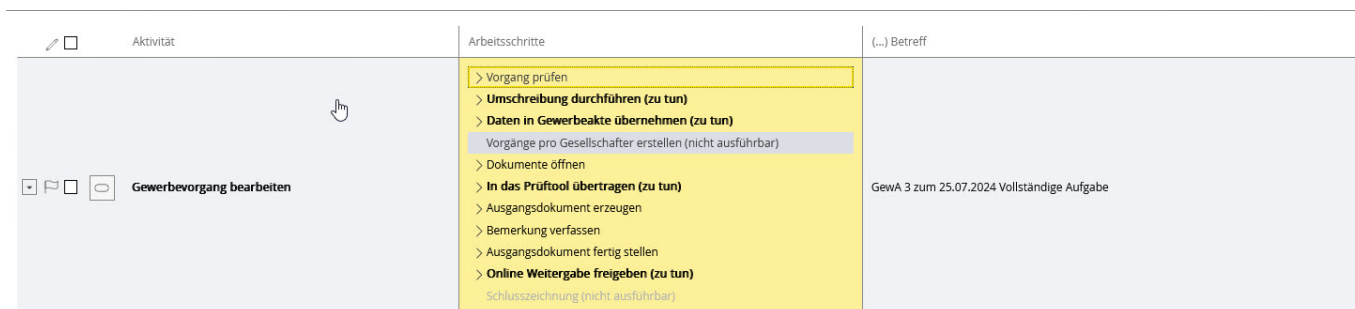 Aktivität
Arbeitsschritte
(...) Betreff
Vorgang prüfen
Umschreibung durchführen (zu tun)
Daten in Gewerbeakte übernehmen (zu tun)
Vorgänge pro Gesellschafter erstellen (nicht ausführbar)
Dokumente öffnen
Gewerbevorgang bearbeiten
In das Prüftool übertragen (zu tun)
GewA 3 zum 25.07.2024 Vollständige Aufgabe
Ausgangsdokument erzeugen
Bemerkung verfassen
Ausgangsdokument fertig stellen
Online Weitergabe freigeben (zu tun)
Schlusszeichnung (nicht ausführbar)